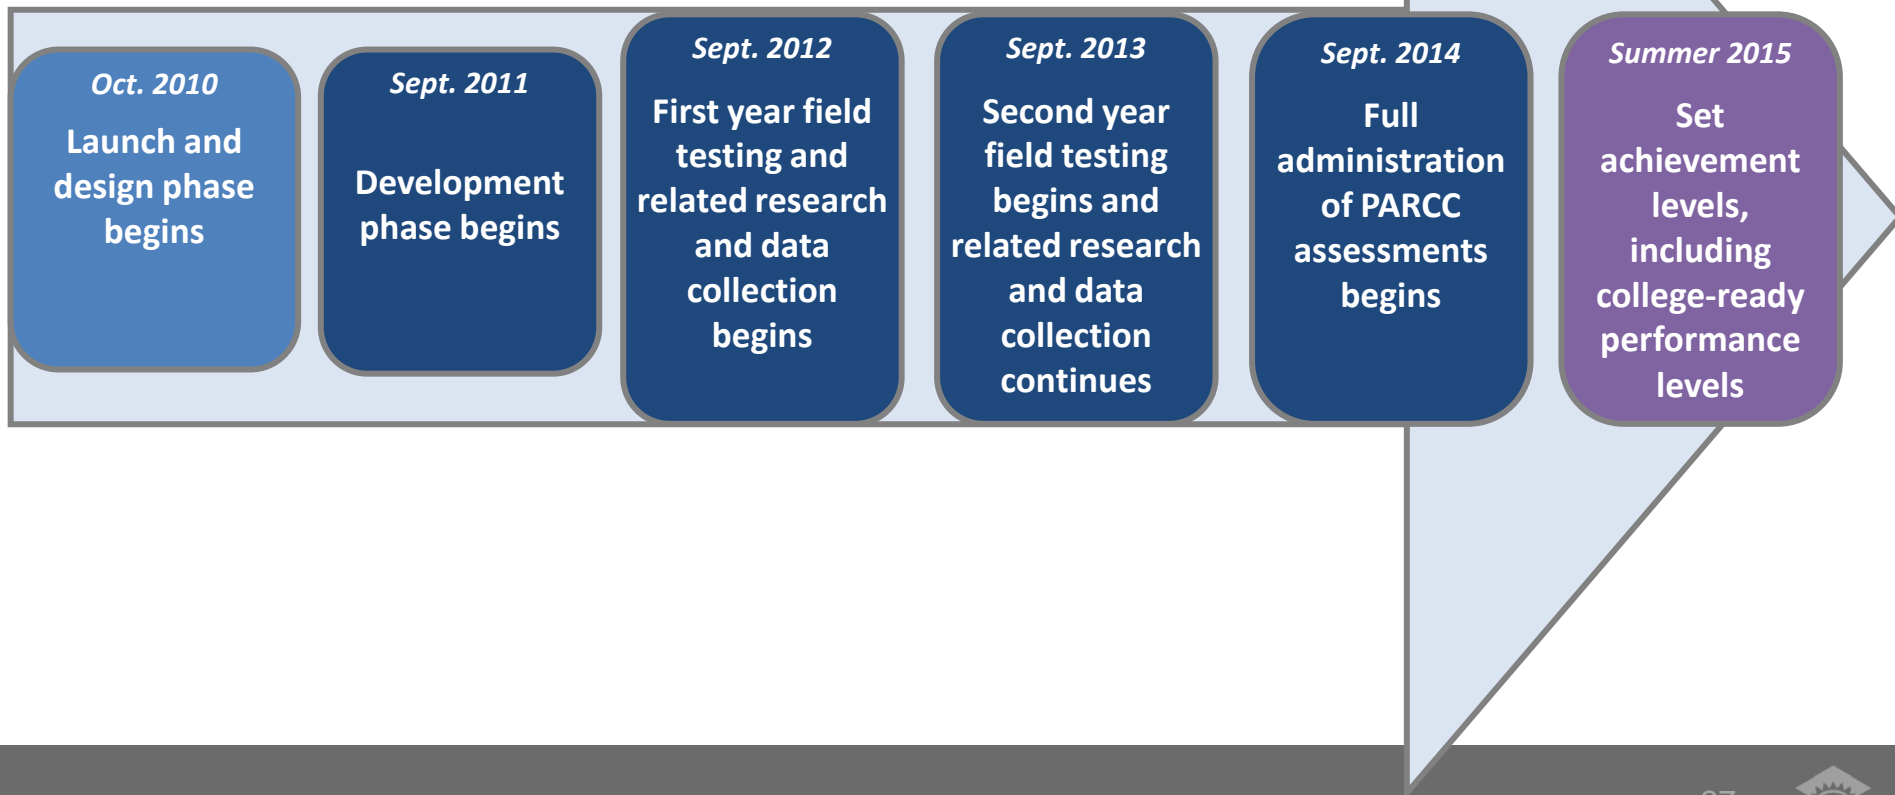 Oct. 2010
Launch and
design phase
begins
Sept. 2011
Development
phase begins
Sept. 2012
First year field
testing and
related research
and data
collection
begins
Sept. 2013
Second year
field testing
begins and
related research
and data
collection
continues
Sept. 2014
Full
administration
of PARCC
assessments
begins
Summer 2015
Set
achievement
levels,
including
college-ready
performance
levels